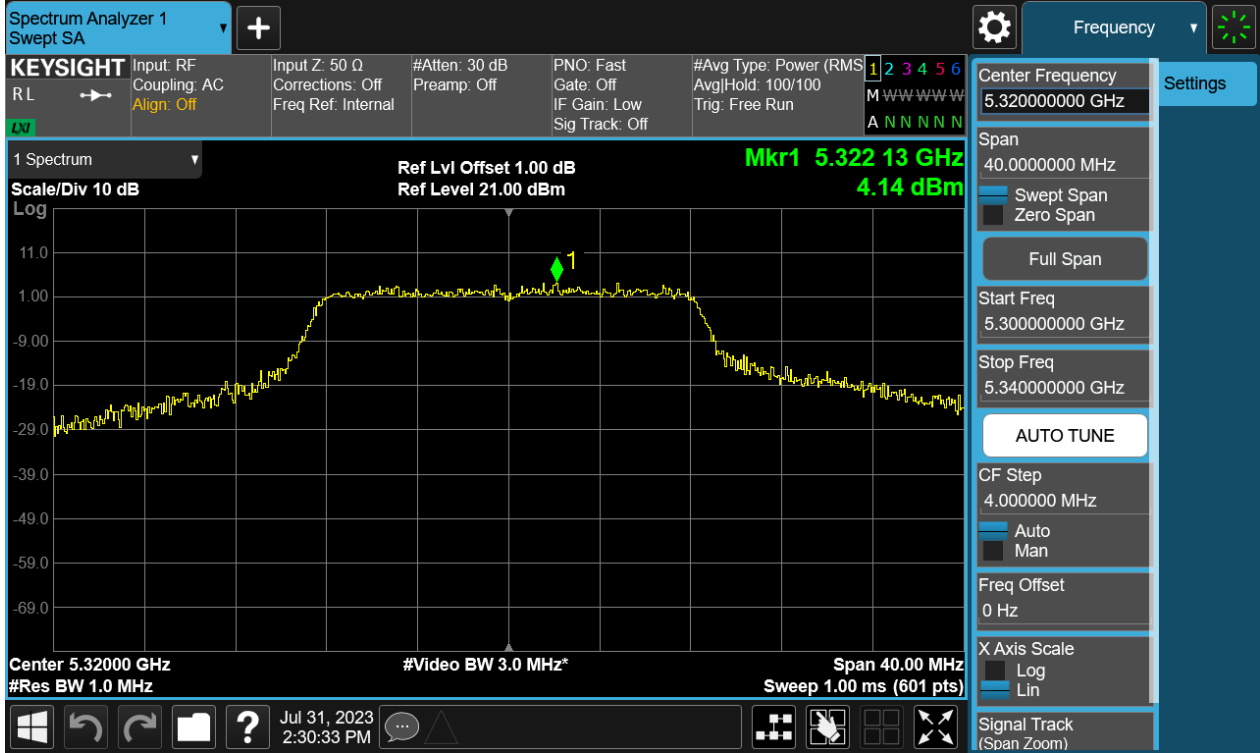 Spectrum Analyzer 1
Swept SA
+
Frequency
KEYSIGHT
RL
LXI
Input: RF
Coupling: AC
Align: Off
Input Z: 50 Ω
Corrections: Off
Freq Ref: Internal
#Atten: 30 dB
Preamp: Off
PNO: Fast
Gate: Off
IF Gain: Low
Sig Track: Off
#Avg Type: Power (RMS
Avg|Hold: 100/100
Trig: Free Run
1 2 3 4 5 6
M W W W W W
A N N N N N
1 Spectrum
Scale/Div 10 dB
Log
Ref Lvl Offset 1.00 dB
Ref Level 21.00 dBm
Mkr1 5.322 13 GHz
4.14 dBm
1
11.0
1.00
-9.00
-19.0
-29.0
-39.0
-49.0
-59.0
-69.0
Center 5.32000 GHz
#Video BW 3.0 MHz*
Span 40.00 MHz
#Res BW 1.0 MHz
Sweep 1.00 ms (601 pts)
Center Frequency
5.320000000 GHz
Span
40.0000000 MHz
Swept Span
Zero Span
Full Span
Start Freq
5.300000000 GHz
Stop Freq
5.340000000 GHz
AUTO TUNE
CF Step
4.000000 MHz
Auto
Man
Freq Offset
0 Hz
X Axis Scale
Log
Lin
Signal Track
(Span Zoom)
Settings
?
Jul 31, 2023
2:30:33 PM